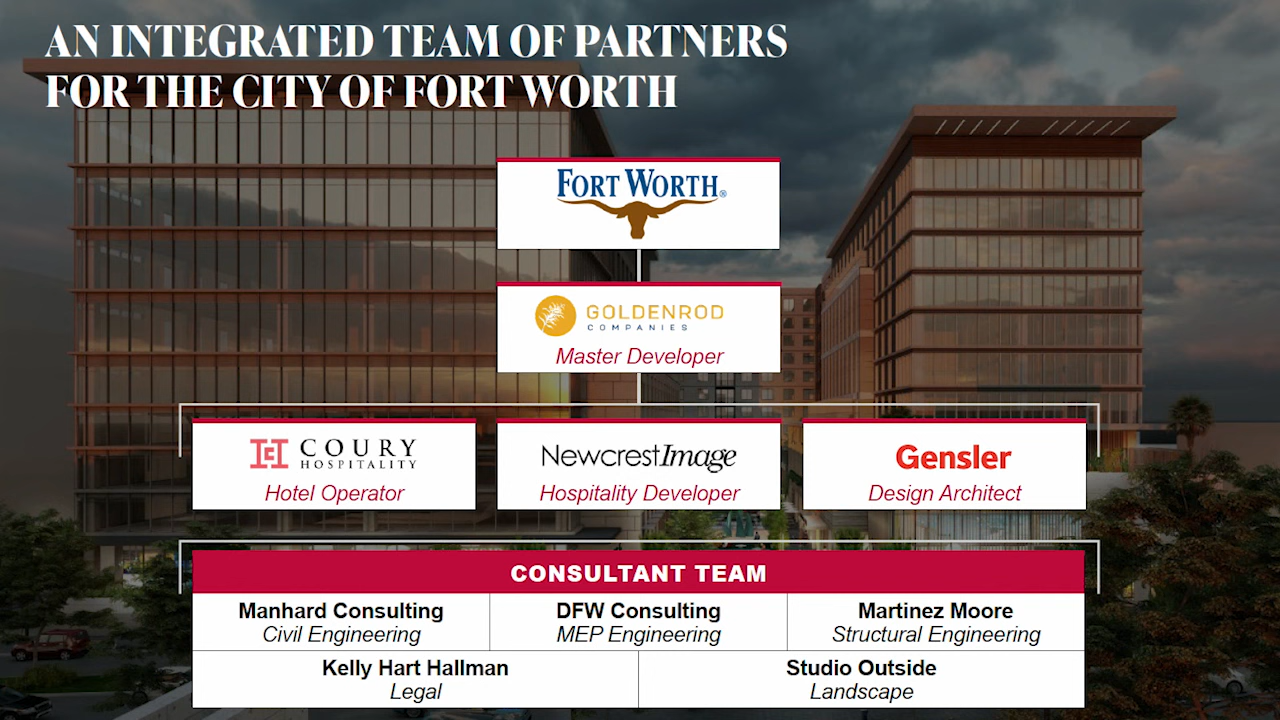 AN INTEGRATED TEAM OF PARTNERS
FOR THE CITY OF FORT WORTH
FORT WORTH®
GOLDENROD
COMPANIES
Master Developer
COURY
HOSPITALITY
Hotel Operator
NewcrestImage
Hospitality Developer
Gensler
Design Architect
CONSULTANT TEAM
Manhard Consulting
Civil Engineering
DFW Consulting
MEP Engineering
Martinez Moore
Structural Engineering
Kelly Hart Hallman
Legal
Studio Outside
Landscape